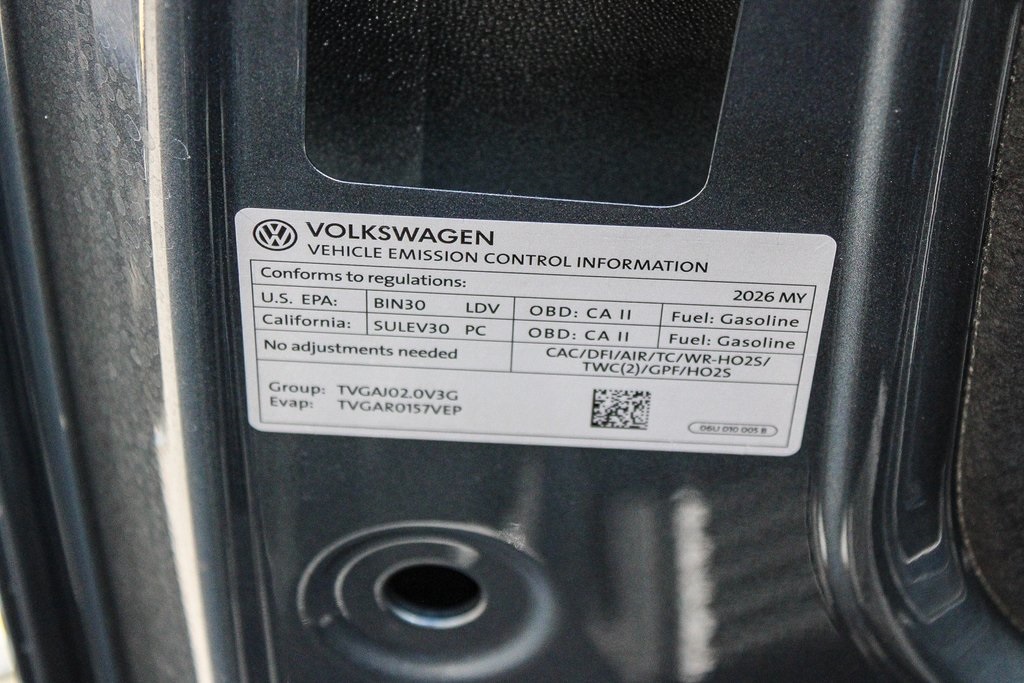 VOLKSWAGEN
VEHICLE EMISSION CONTROL INFORMATION
Conforms to regulations: 2026 MY
U.S. EPA: BIN30 LDV OBD: CA II Fuel: Gasoline
California: SULEV30 PC OBD: CA II Fuel: Gasoline
No adjustments needed
CAC/DFI/AIR/TC/WR-HO2S/
TWC(2)/GPF/HO2S
Group: TVGAJ02.0V3G
Evap: TVGAR0157VEP
06U 010 005 B